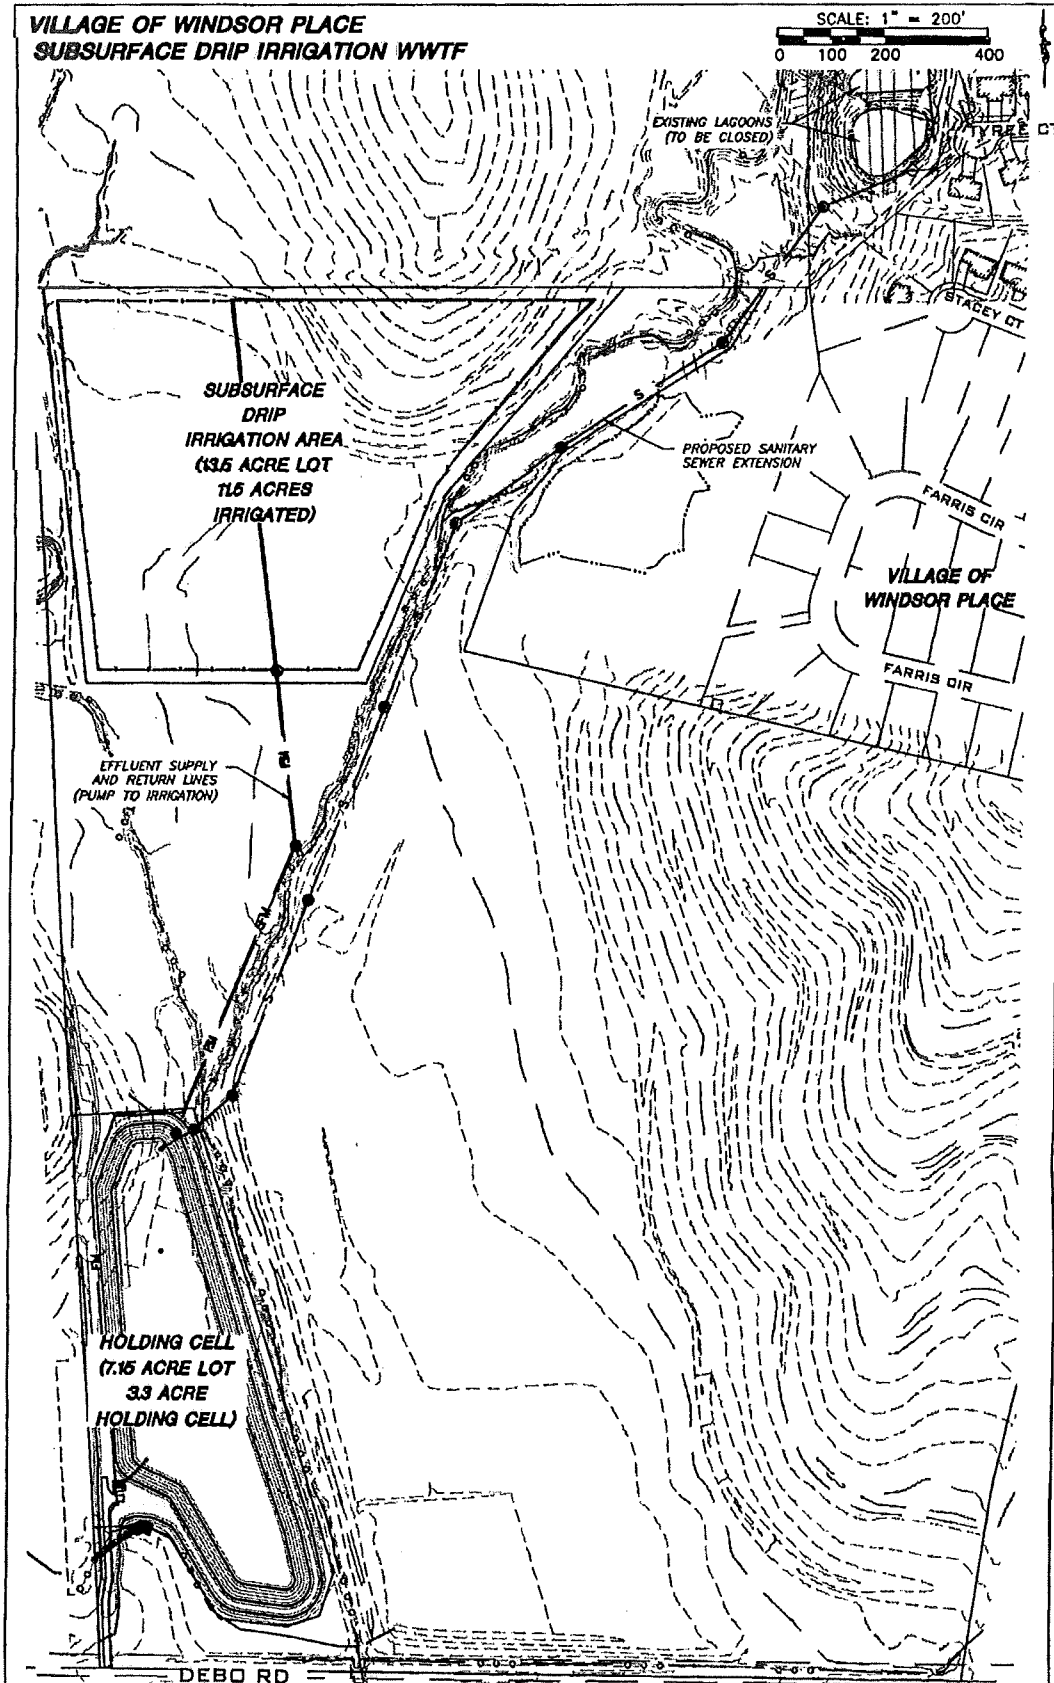 VILLAGE OF WINDSOR PLACE
SUBSURFACE DRIP IRRIGATION WWTF
SCALE: 1" = 200'
0 100 200 400
EXISTING LAGOONS
(TO BE CLOSED)
TYREE CT
STACEY CT
SUBSURFACE
DRIP
IRRIGATION AREA
(13.5 ACRE LOT
11.5 ACRES
IRRIGATED)
S
PROPOSED SANITARY
SEWER EXTENSION
FARRIS CIR
VILLAGE OF
WINDSOR PLACE
FARRIS CIR
EFFLUENT SUPPLY
AND RETURN LINES
(PUMP TO IRRIGATION)
FM
FM
HOLDING CELL
(7.15 ACRE LOT
3.3 ACRE
HOLDING CELL)
DEBO RD